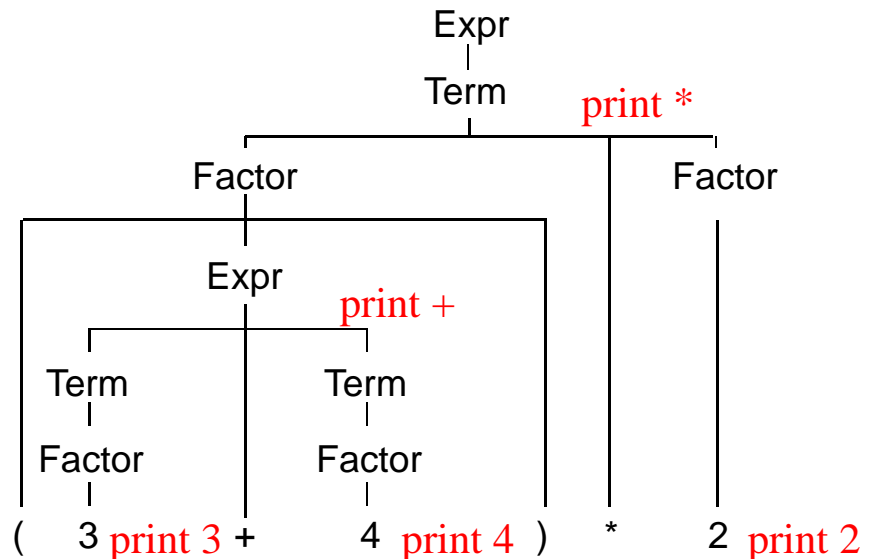 Expr
Term
print *
Factor Factor
Expr
print +
Term Term
Factor Factor
( 3 print 3 + 4 print 4 ) * 2 print 2